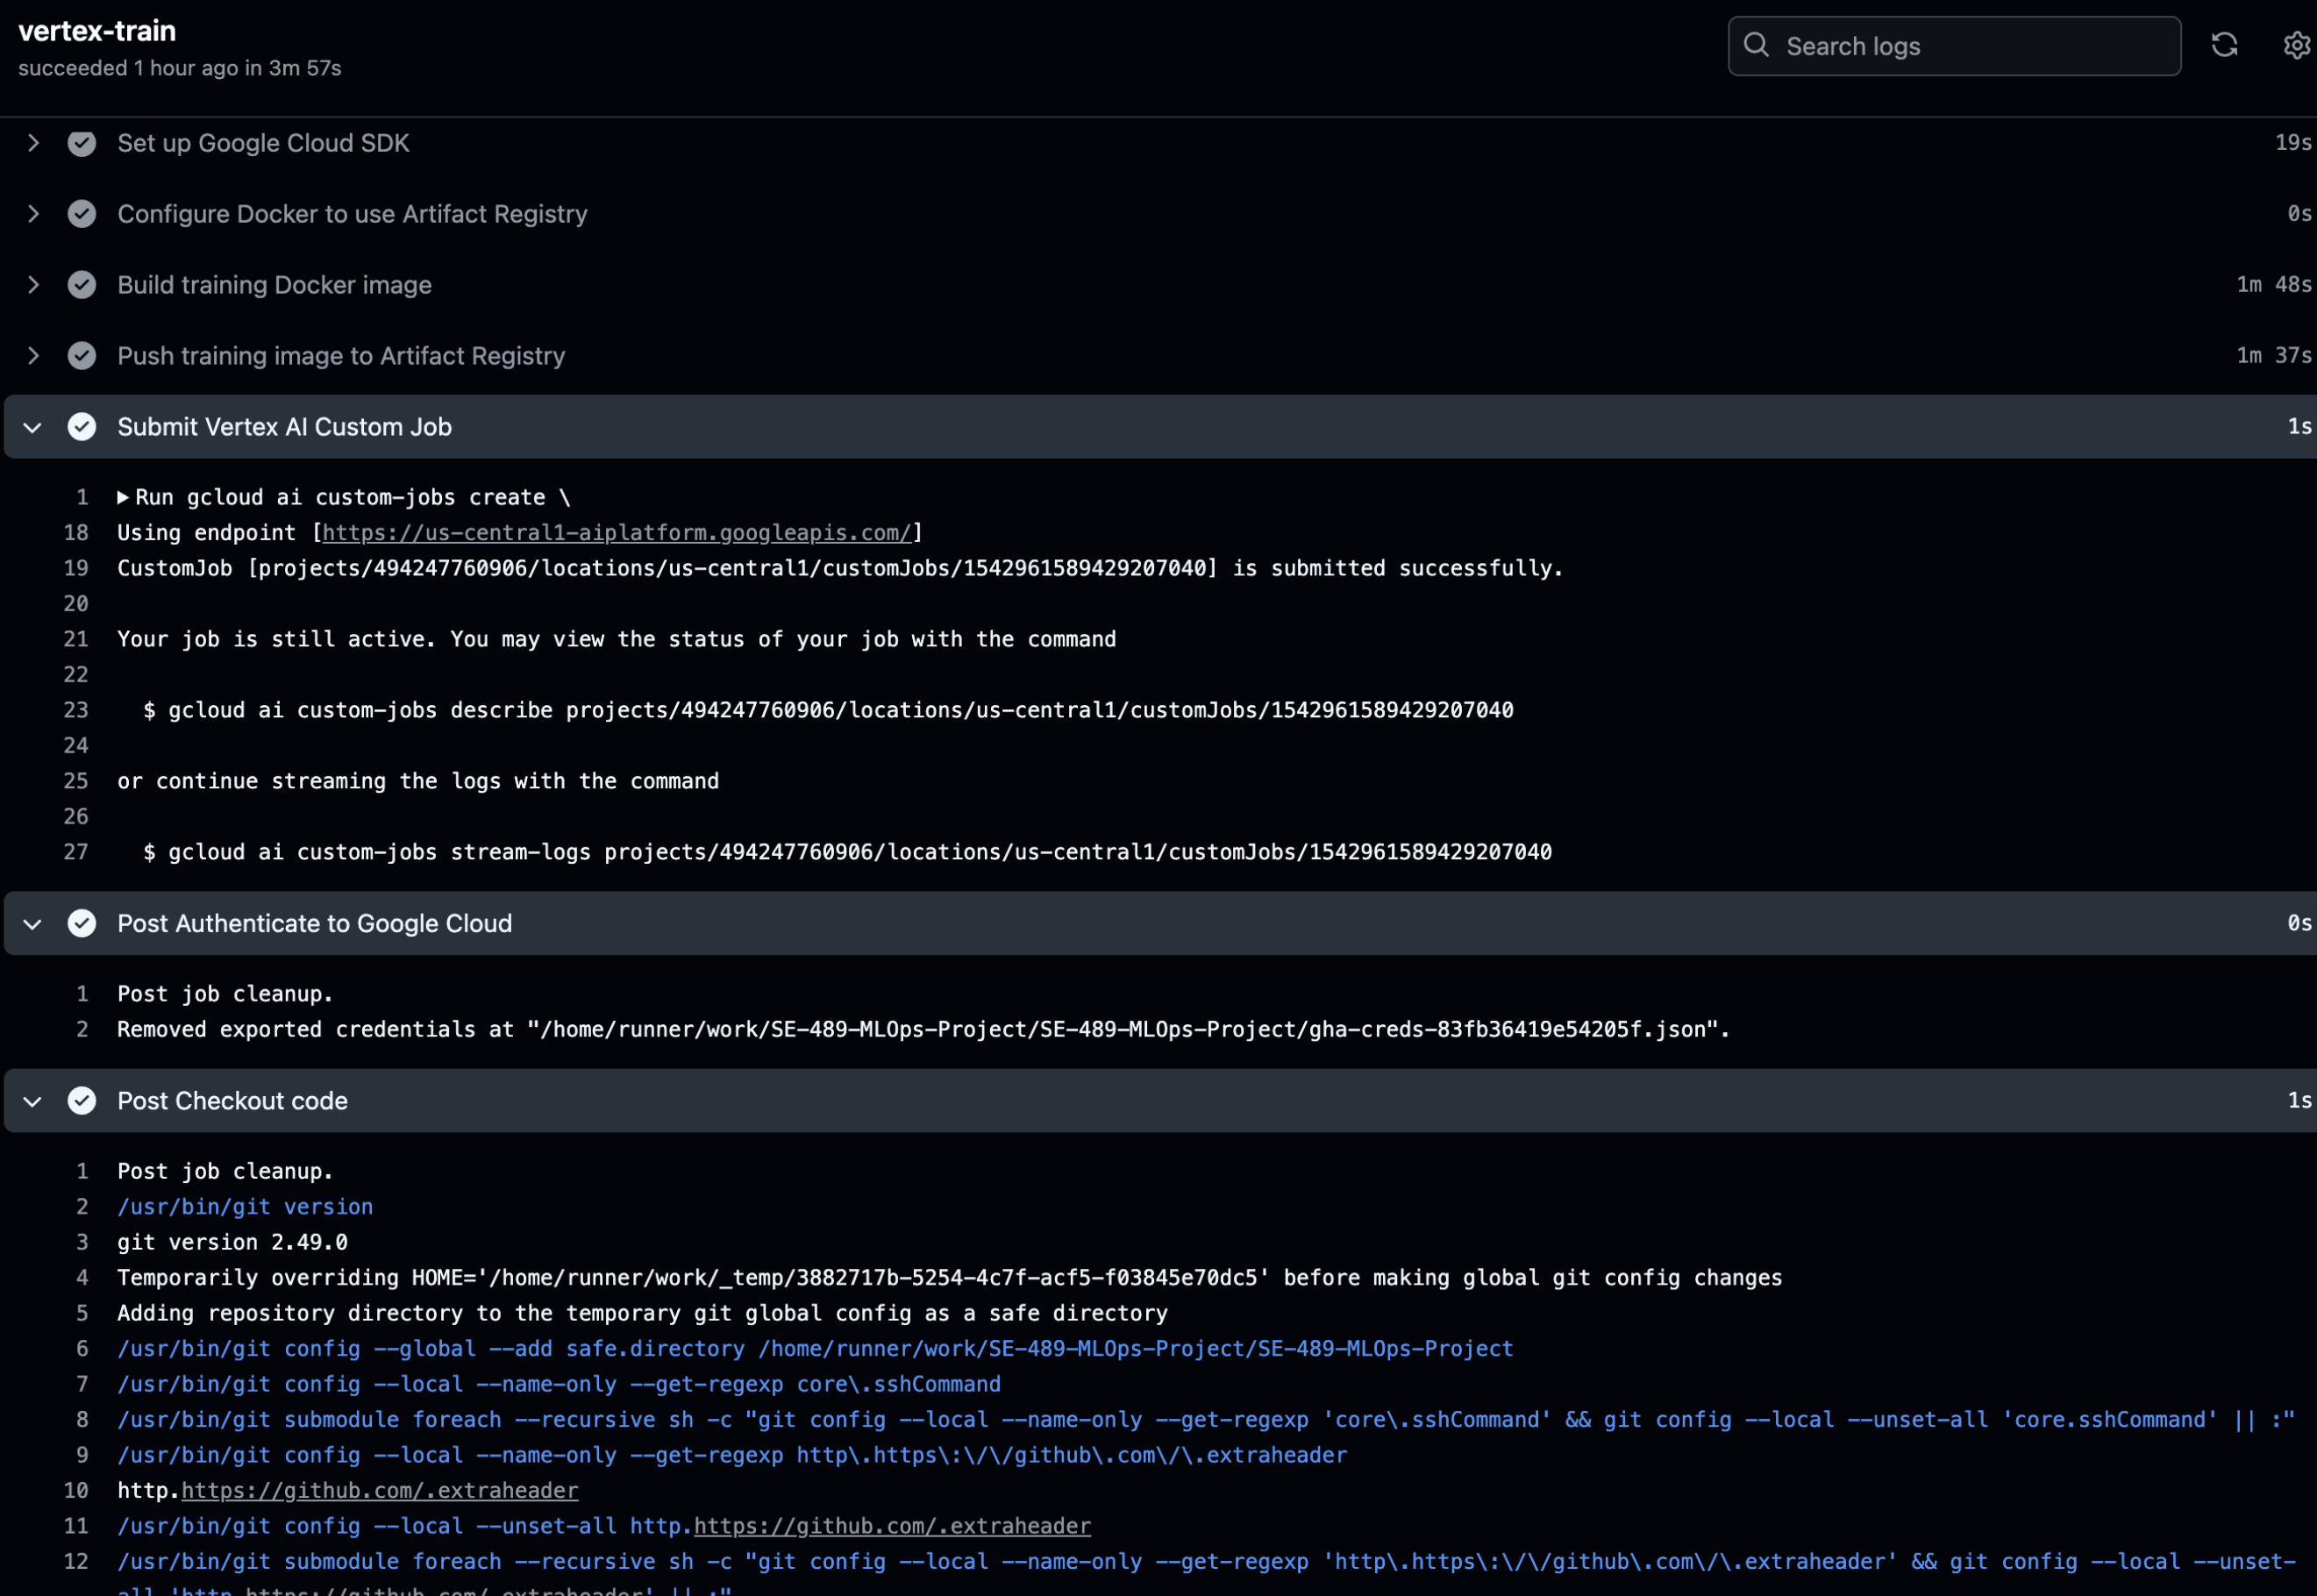 vertex-train
succeeded 1 hour ago in 3m 57s
Search logs
Set up Google Cloud SDK 19s
Configure Docker to use Artifact Registry 0s
Build training Docker image 1m 48s
Push training image to Artifact Registry 1m 37s
Submit Vertex AI Custom Job 1s
1 Run gcloud ai custom-jobs create \
18 Using endpoint [https://us-central1-aiplatform.googleapis.com/]
19 CustomJob [projects/494247760906/locations/us-central1/customJobs/1542961589429207040] is submitted successfully.
20
21 Your job is still active. You may view the status of your job with the command
22
23 $ gcloud ai custom-jobs describe projects/494247760906/locations/us-central1/customJobs/1542961589429207040
24
25 or continue streaming the logs with the command
26
27 $ gcloud ai custom-jobs stream-logs projects/494247760906/locations/us-central1/customJobs/1542961589429207040
Post Authenticate to Google Cloud 0s
1 Post job cleanup.
2 Removed exported credentials at "/home/runner/work/SE-489-MLOps-Project/SE-489-MLOps-Project/gha-creds-83fb36419e54205f.json".
Post Checkout code 1s
1 Post job cleanup.
2 /usr/bin/git version
3 git version 2.49.0
4 Temporarily overriding HOME='/home/runner/work/_temp/3882717b-5254-4c7f-acf5-f03845e70dc5' before making global git config changes
5 Adding repository directory to the temporary git global config as a safe directory
6 /usr/bin/git config --global --add safe.directory /home/runner/work/SE-489-MLOps-Project/SE-489-MLOps-Project
7 /usr/bin/git config --local --name-only --get-regexp core\.sshCommand
8 /usr/bin/git submodule foreach --recursive sh -c "git config --local --name-only --get-regexp 'core\.sshCommand' && git config --local --unset-all 'core.sshCommand' || :"
9 /usr/bin/git config --local --name-only --get-regexp http\.https\:\/\/github\.com\/\.extraheader
10 http.https://github.com/.extraheader
11 /usr/bin/git config --local --unset-all http.https://github.com/.extraheader
12 /usr/bin/git submodule foreach --recursive sh -c "git config --local --name-only --get-regexp 'http\.https\:\/\/github\.com\/\.extraheader' && git config --local --unset-
all 'http.https://github.com/.extraheader' || :"